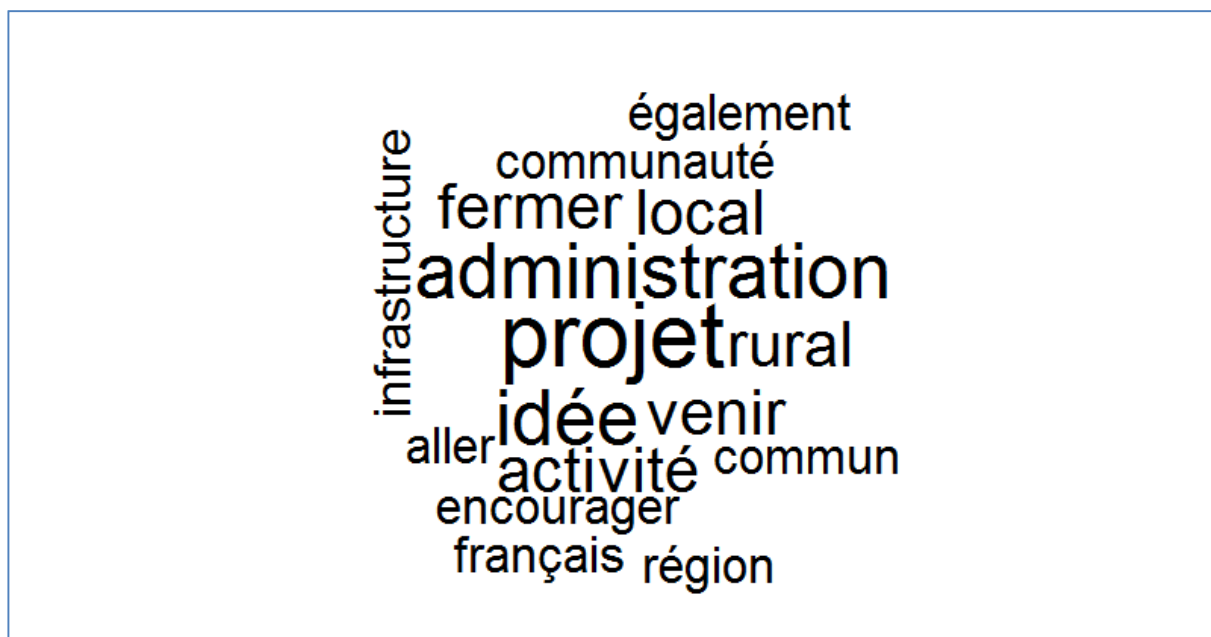 également
communauté
infrastructure
fermer local
administration
projet rural
idée venir
aller activité commun
encourager
français région